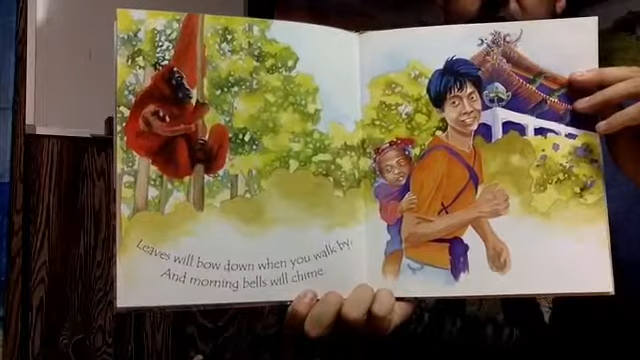 Leaves will bow down when you walk by,
And morning bells will chime.